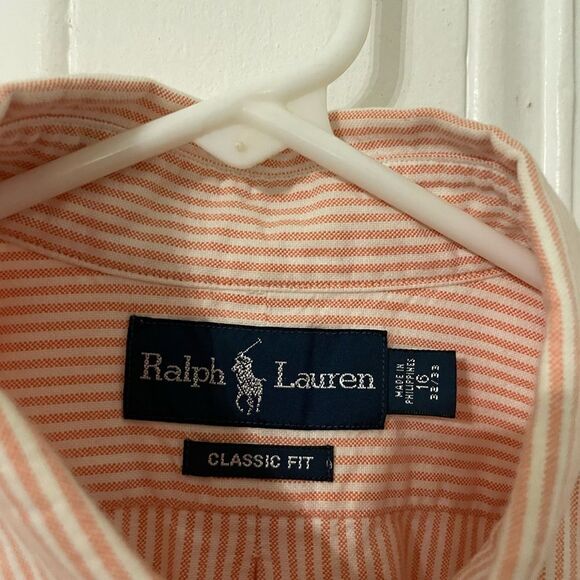 Ralph Lauren
MADE IN
PHILIPPINES
16
32/33
CLASSIC FIT